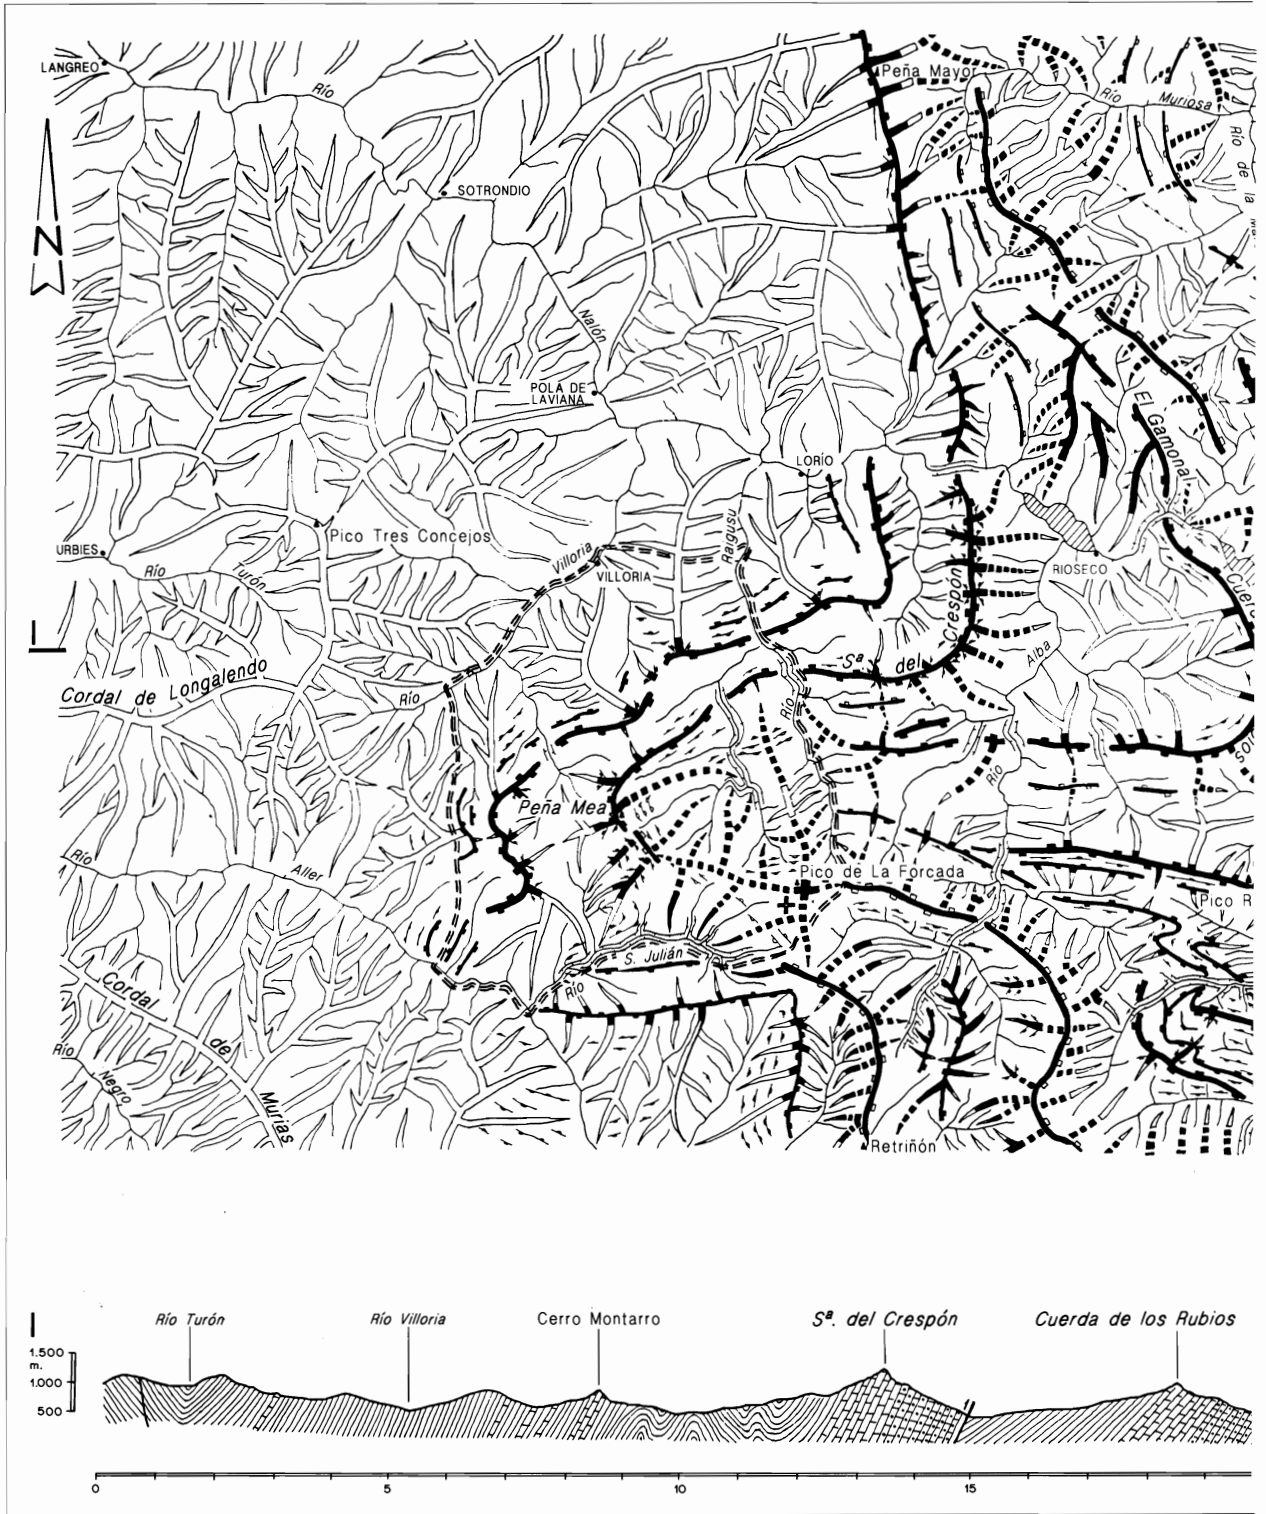 LANGREO
Río
Peña Mayor
Río
Muriosa
Río de la
N
SOTRONDIO
Nalón
POLA DE
LAVIANA
El Gamonal
LORÍO
Raigusu
Pico Tres Concejos
URBIES
Río
Turón
Villoria
VILLORIA
RIOSECO
Crespón
I
Sª del
Alba
Cordal de Longalendo
Río
Río
Río
Peña Mea
Río
Aller
Pico de La Forcada
Pico R
S. Julián
Río
Cordal de Murias
Río
Negro
Retriñón
I
Río Turón
Río Villoria
Cerro Montarro
Sª. del Crespón
Cuerda de los Rubios
1.500
m.
1.000
500
0 5 10 15